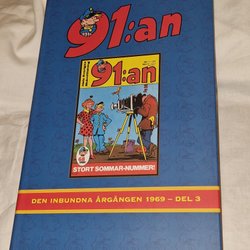 91:an
91:an
STORT SOMMAR-NUMMER!
DEN INBUNDNA ÅRGÅNGEN 1969 – DEL 3